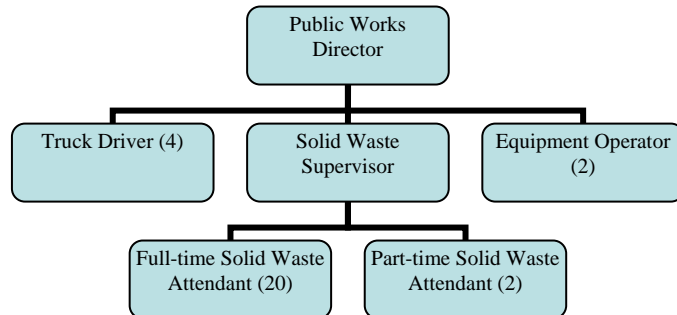 Public Works
Director
Truck Driver (4)
Solid Waste
Supervisor
Equipment Operator
(2)
Full-time Solid Waste
Attendant (20)
Part-time Solid Waste
Attendant (2)